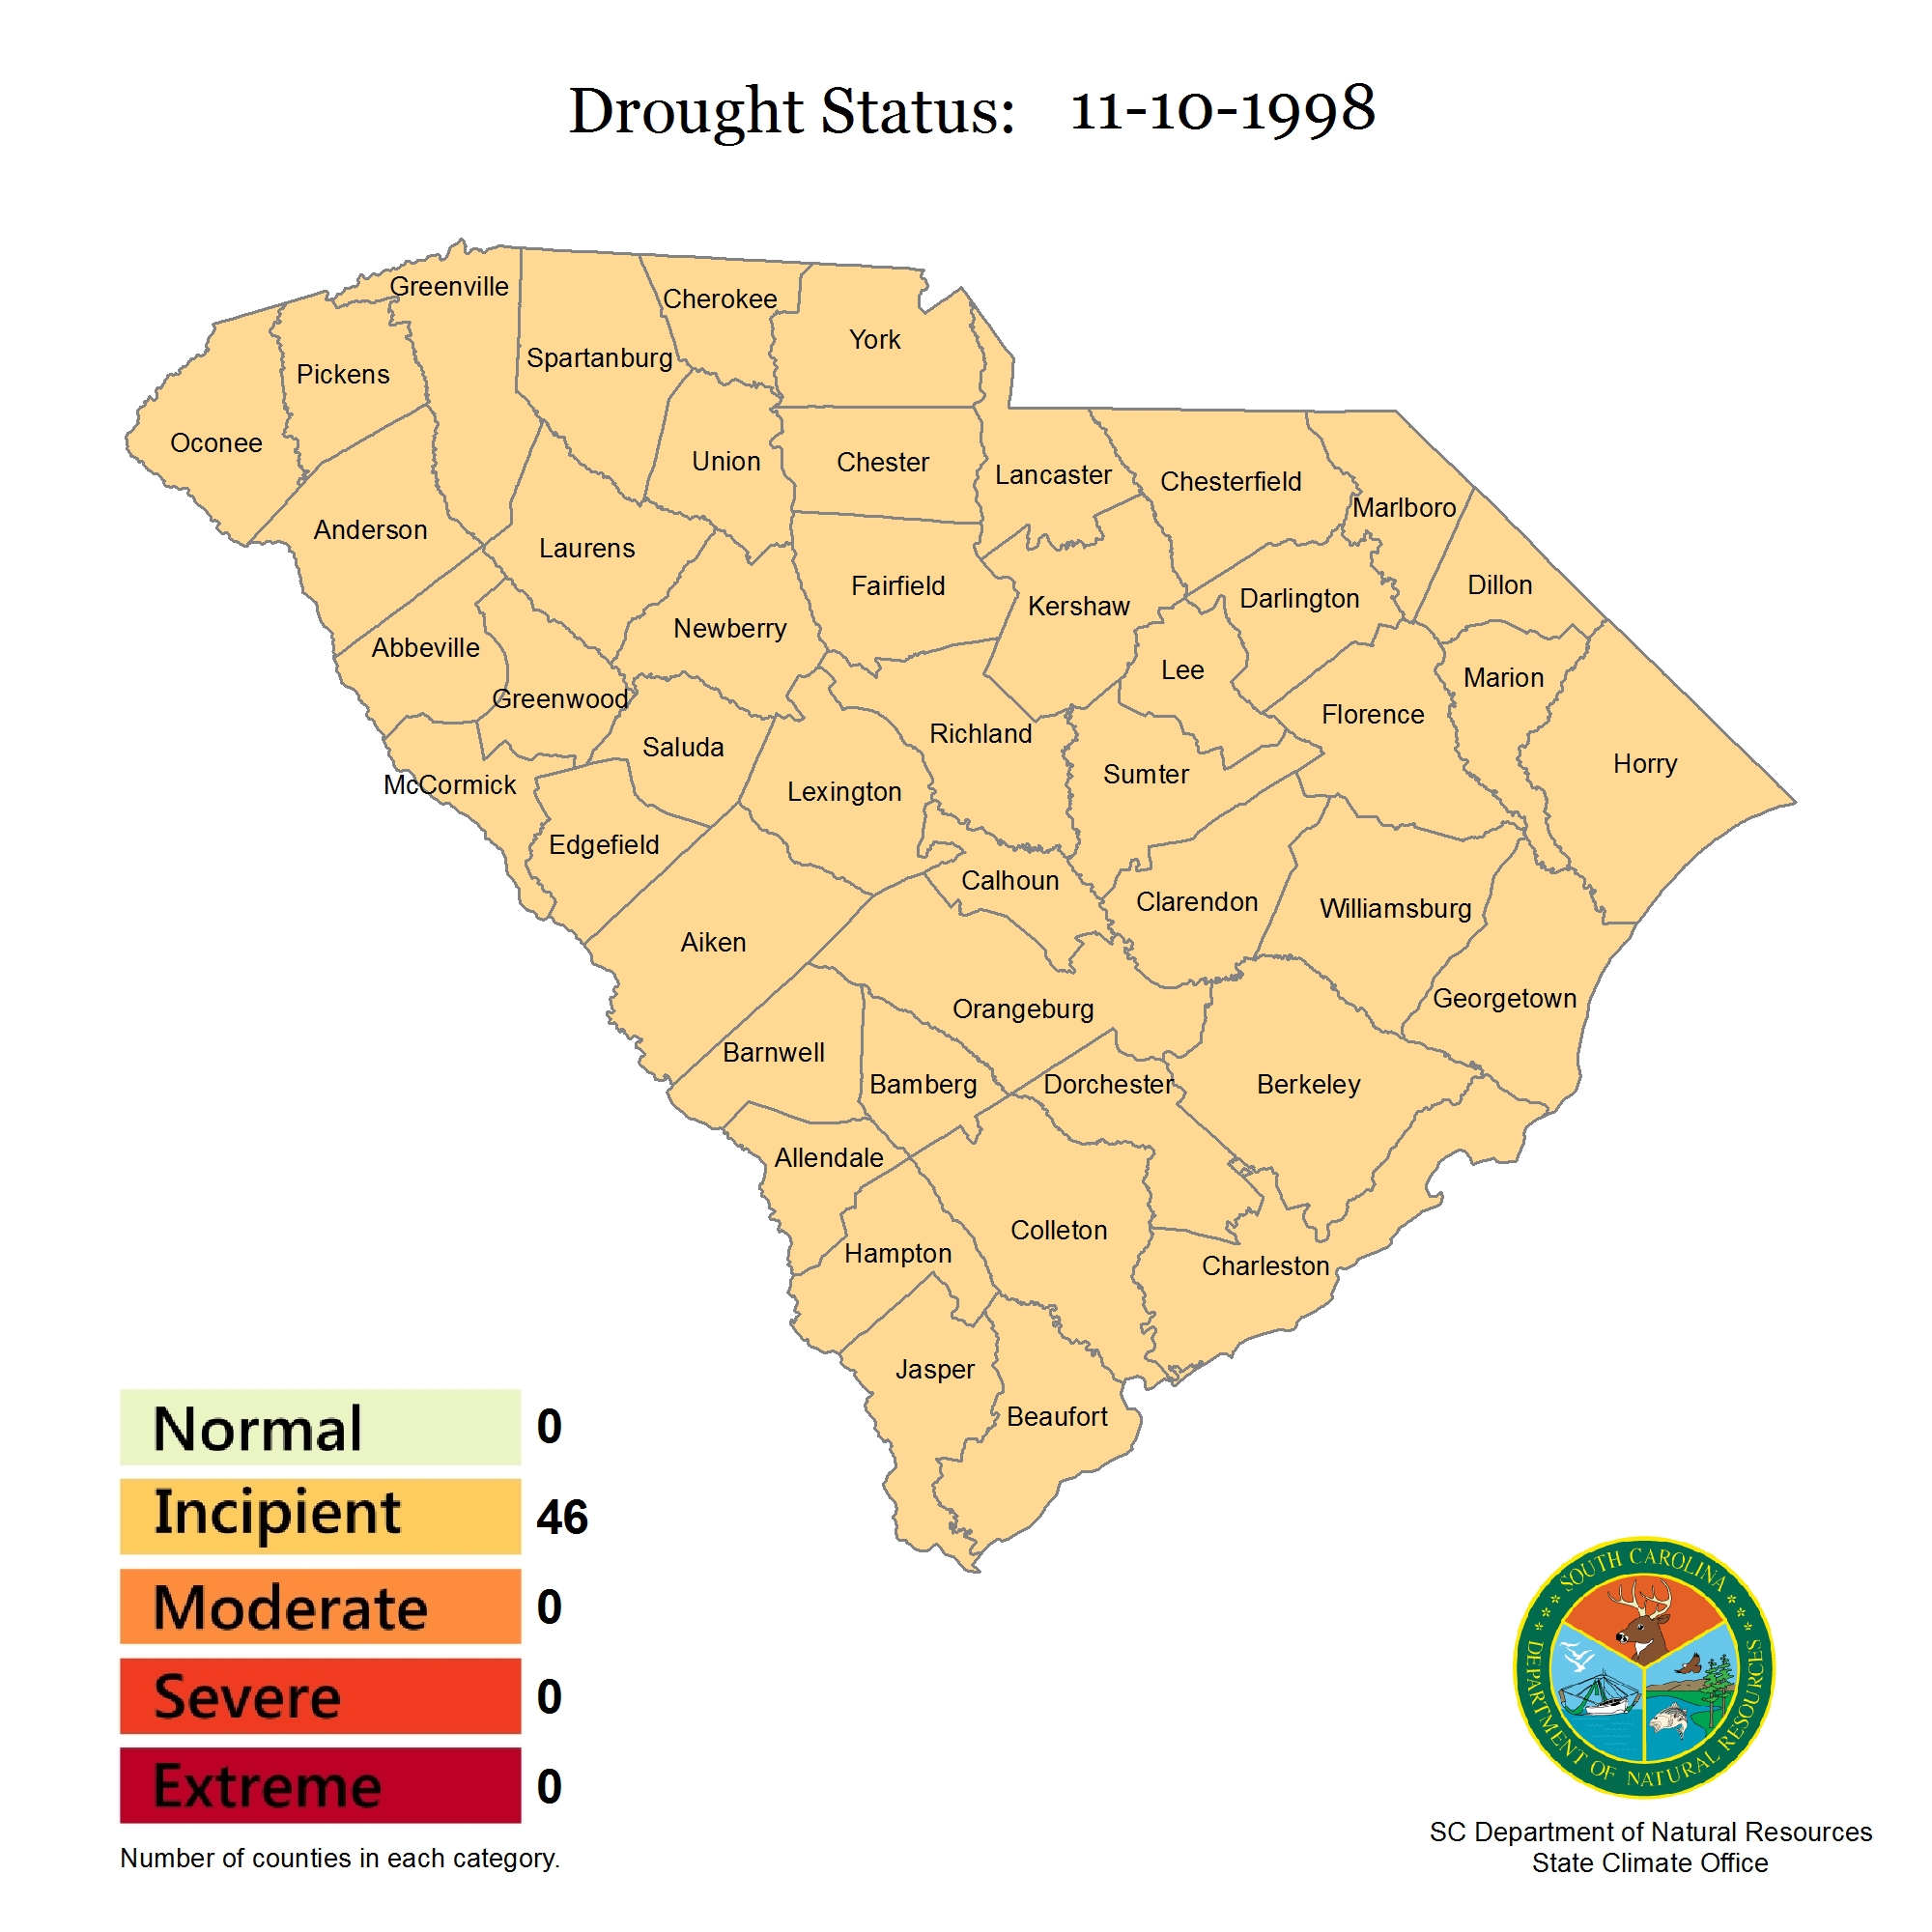 Drought Status: 11-10-1998
Greenville
Cherokee
York
Spartanburg
Pickens
Oconee
Union
Chester
Lancaster
Chesterfield
Marlboro
Anderson
Laurens
Fairfield
Kershaw
Darlington
Dillon
Newberry
Abbeville
Lee
Marion
Greenwood
Florence
Richland
Saluda
Horry
Sumter
McCormick
Lexington
Edgefield
Calhoun
Clarendon
Williamsburg
Aiken
Georgetown
Orangeburg
Barnwell
Bamberg
Dorchester
Berkeley
Allendale
Colleton
Hampton
Charleston
Jasper
Beaufort
Normal 0
Incipient 46
Moderate 0
Severe 0
Extreme 0
Number of counties in each category.
SOUTH CAROLINA
DEPARTMENT OF NATURAL RESOURCES
SC Department of Natural Resources
State Climate Office